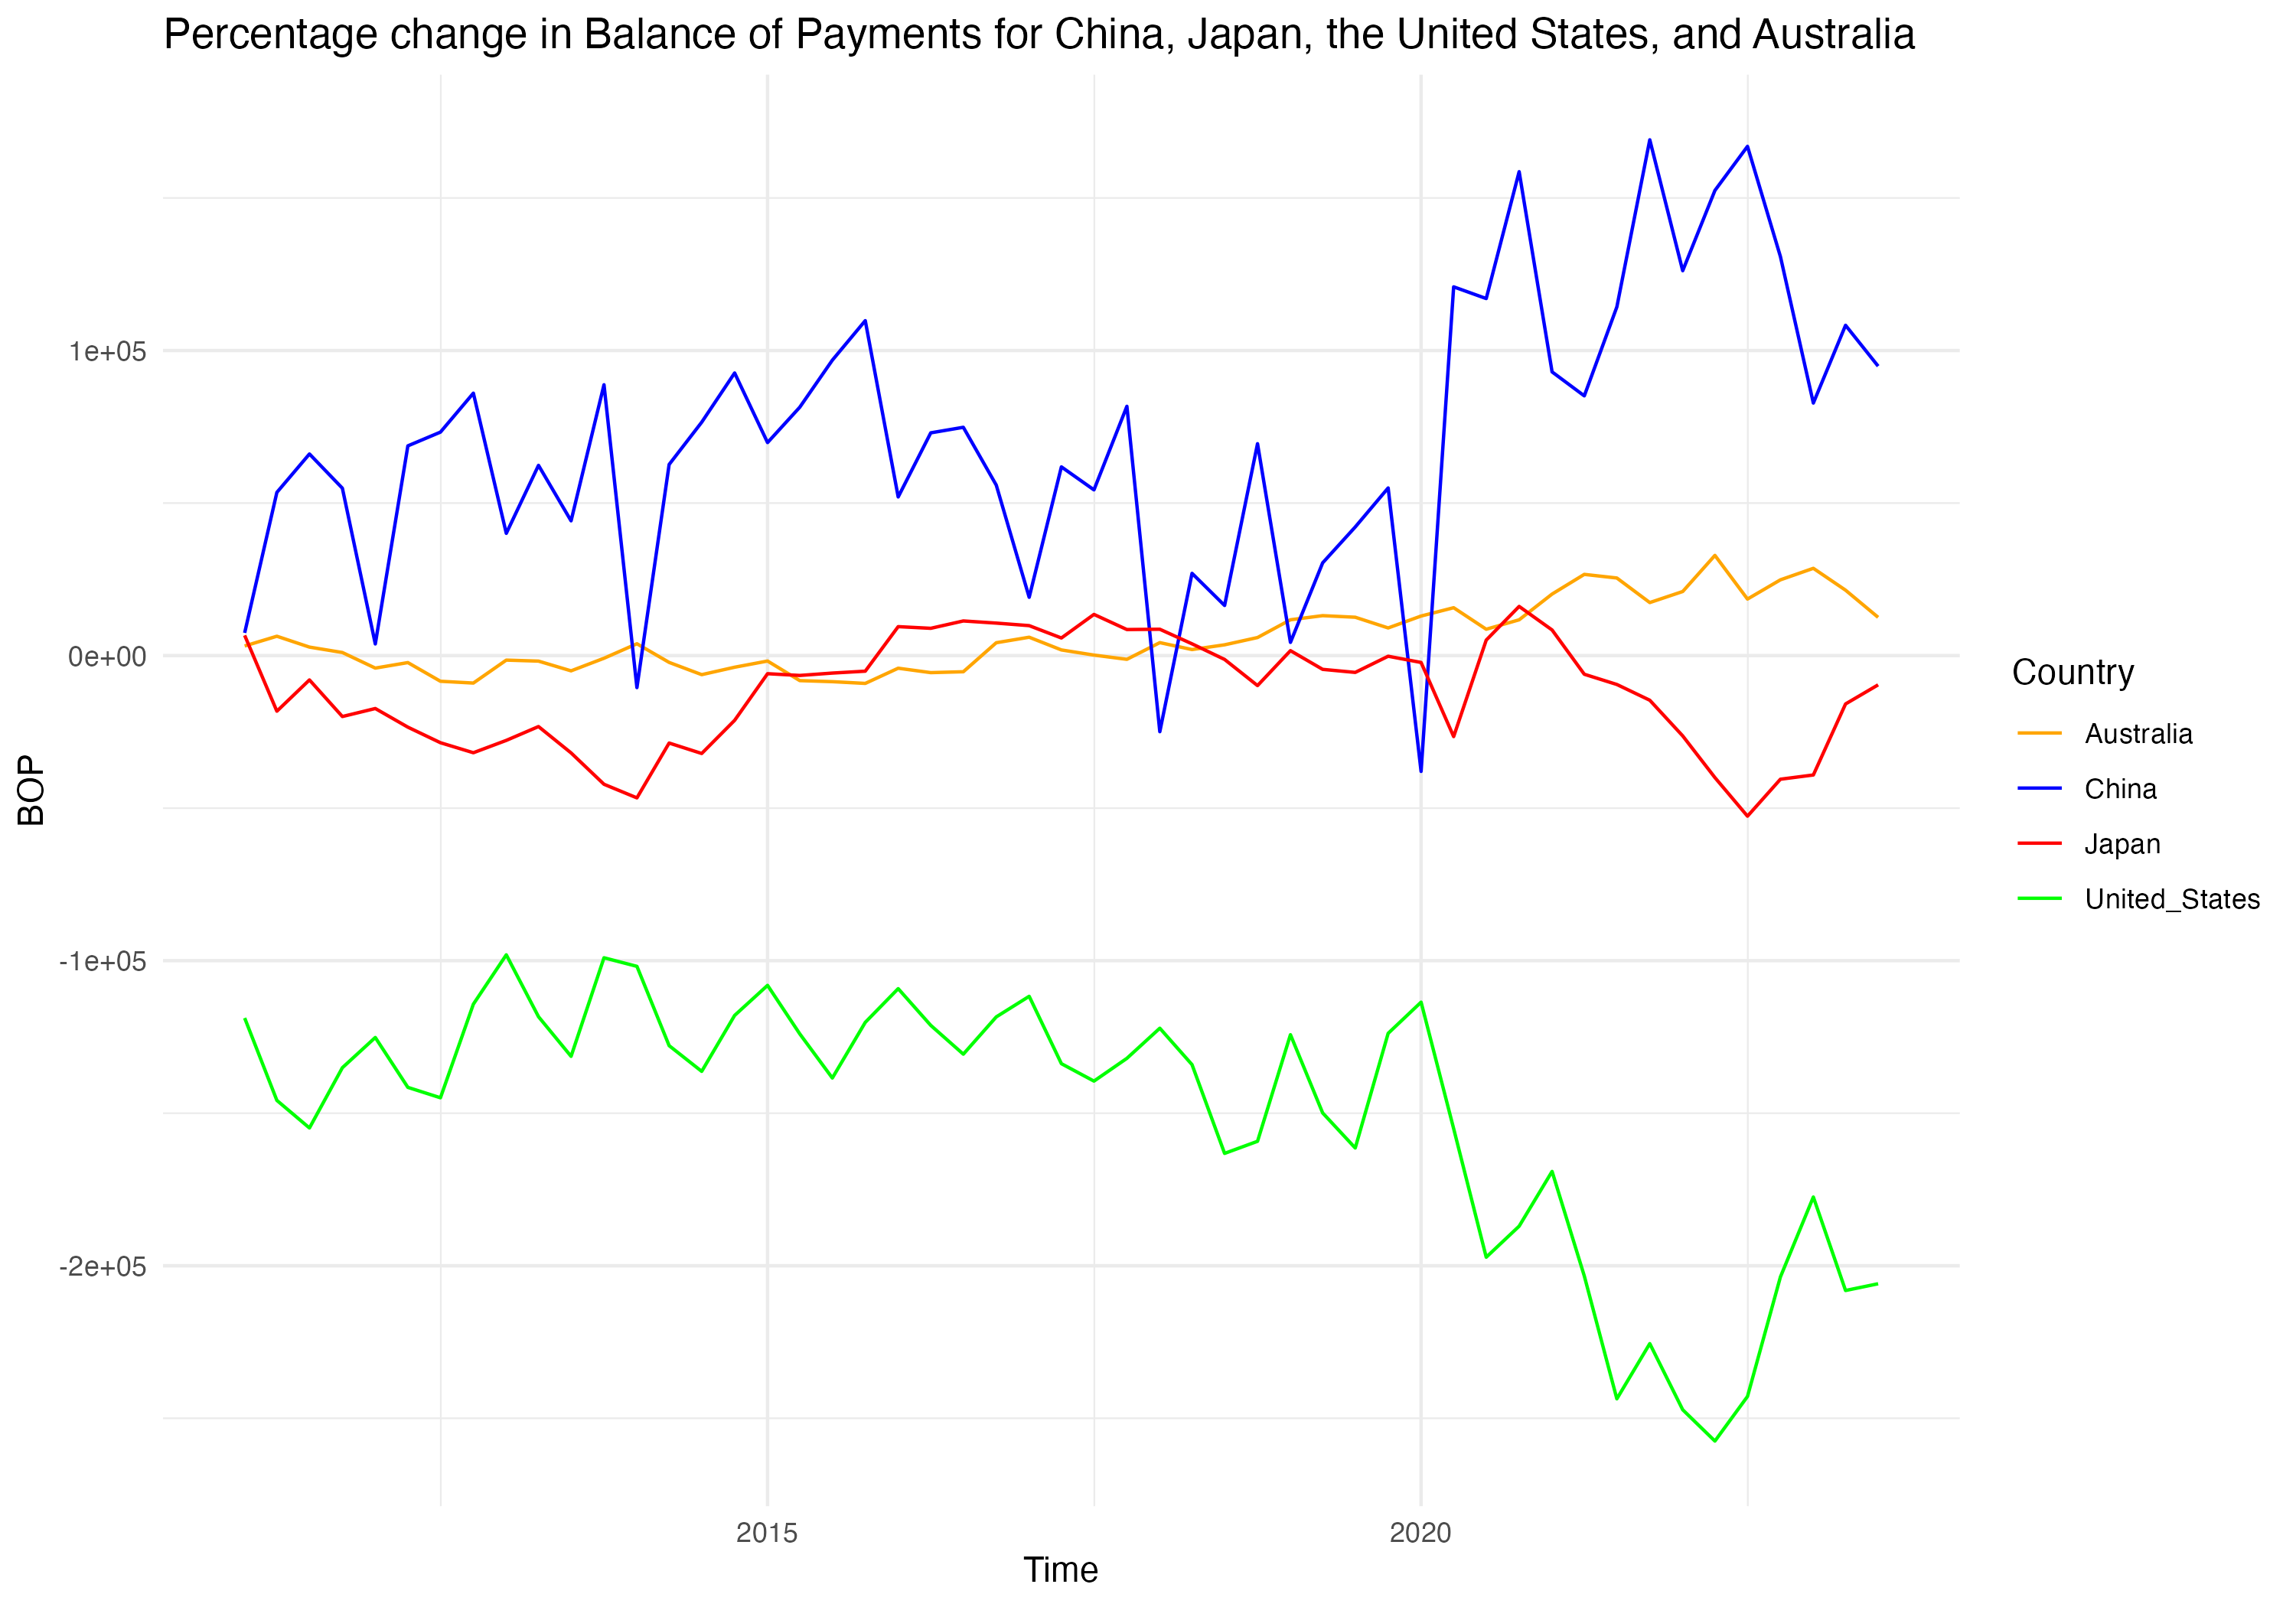 Percentage change in Balance of Payments for China, Japan, the United States, and Australia
1e+05
0e+00
-1e+05
-2e+05
BOP
2015
2020
Time
Country
Australia
China
Japan
United_States